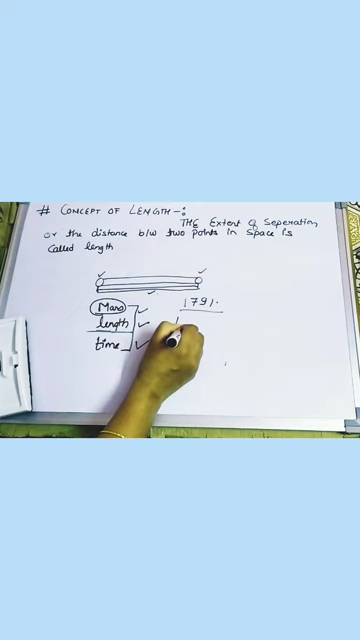 # CONCEPT OF LENGTH -:
THE Extent of Seperation
or the distance b/w two points in space is
called length
Mass
length
time
1791.